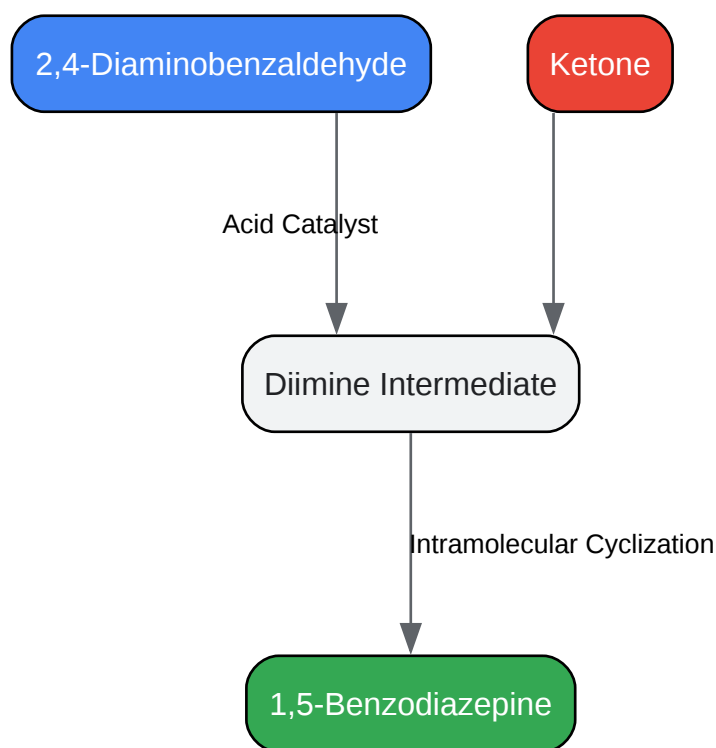 2,4-Diaminobenzaldehyde
Ketone
Acid Catalyst
Diimine Intermediate
Intramolecular Cyclization
1,5-Benzodiazepine